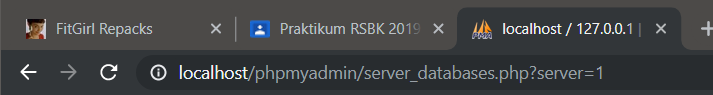 FitGirl Repacks
Praktikum RSBK 2019
localhost / 127.0.0.1 |
localhost/phpmyadmin/server_databases.php?server=1